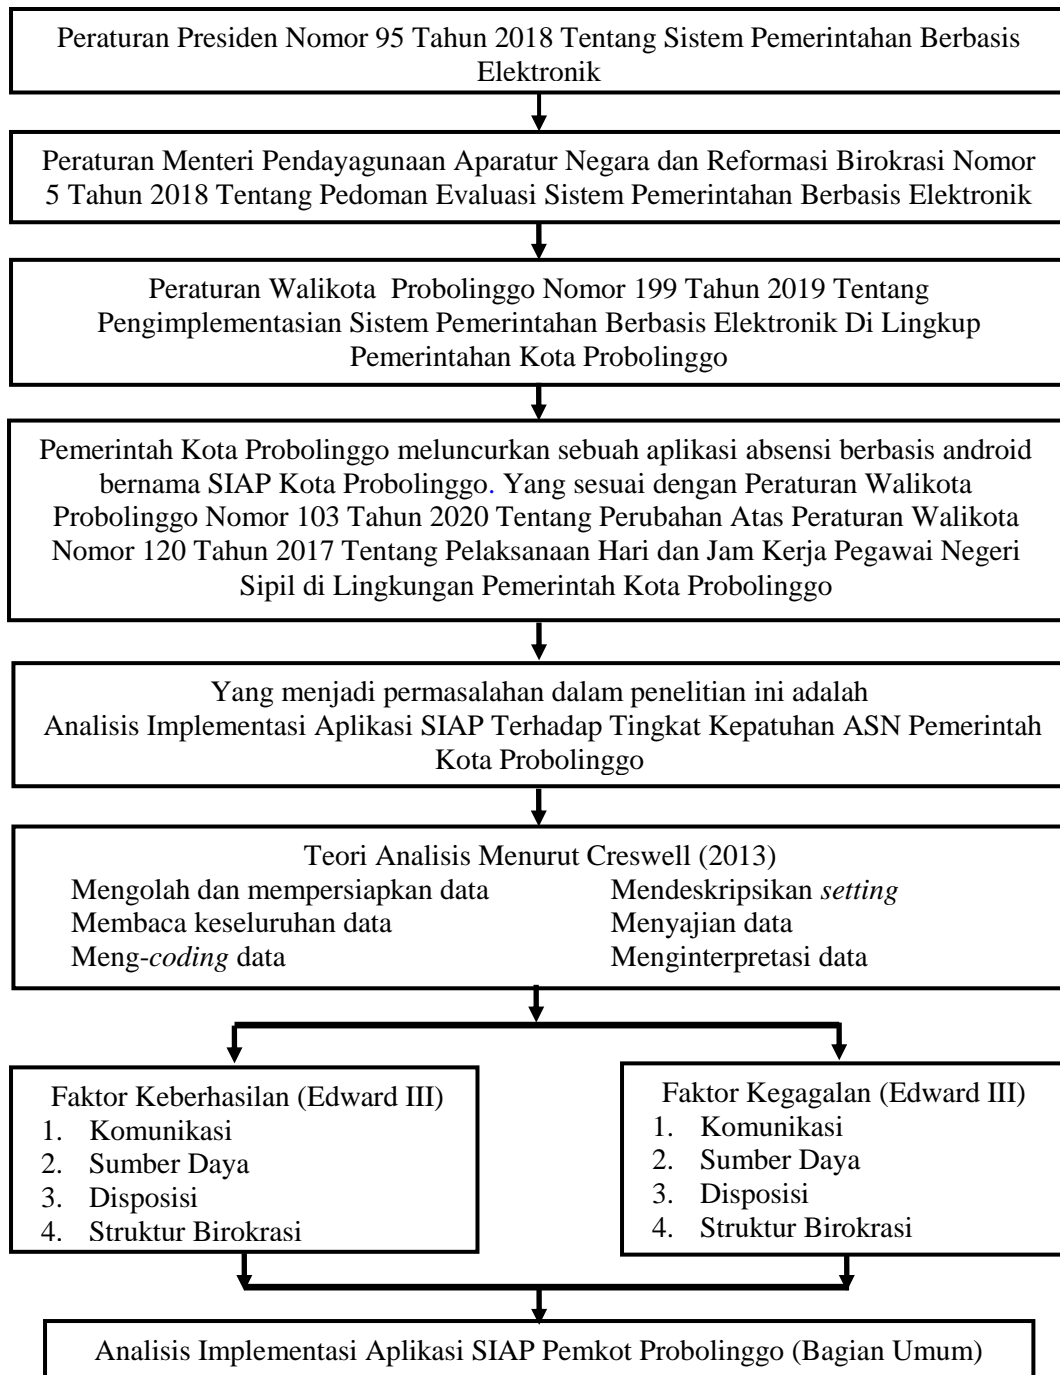 Peraturan Presiden Nomor 95 Tahun 2018 Tentang Sistem Pemerintahan Berbasis
Elektronik
Peraturan Menteri Pendayagunaan Aparatur Negara dan Reformasi Birokrasi Nomor
5 Tahun 2018 Tentang Pedoman Evaluasi Sistem Pemerintahan Berbasis Elektronik
Peraturan Walikota Probolinggo Nomor 199 Tahun 2019 Tentang
Pengimplementasian Sistem Pemerintahan Berbasis Elektronik Di Lingkup
Pemerintahan Kota Probolinggo
Pemerintah Kota Probolinggo meluncurkan sebuah aplikasi absensi berbasis android
bernama SIAP Kota Probolinggo. Yang sesuai dengan Peraturan Walikota
Probolinggo Nomor 103 Tahun 2020 Tentang Perubahan Atas Peraturan Walikota
Nomor 120 Tahun 2017 Tentang Pelaksanaan Hari dan Jam Kerja Pegawai Negeri
Sipil di Lingkungan Pemerintah Kota Probolinggo
Yang menjadi permasalahan dalam penelitian ini adalah
Analisis Implementasi Aplikasi SIAP Terhadap Tingkat Kepatuhan ASN Pemerintah
Kota Probolinggo
Teori Analisis Menurut Creswell (2013)
Mengolah dan mempersiapkan data
Membaca keseluruhan data
Meng-coding data
Mendeskripsikan setting
Menyajian data
Menginterpretasi data
Faktor Keberhasilan (Edward III)
1. Komunikasi
2. Sumber Daya
3. Disposisi
4. Struktur Birokrasi
Faktor Kegagalan (Edward III)
1. Komunikasi
2. Sumber Daya
3. Disposisi
4. Struktur Birokrasi
Analisis Implementasi Aplikasi SIAP Pemkot Probolinggo (Bagian Umum)